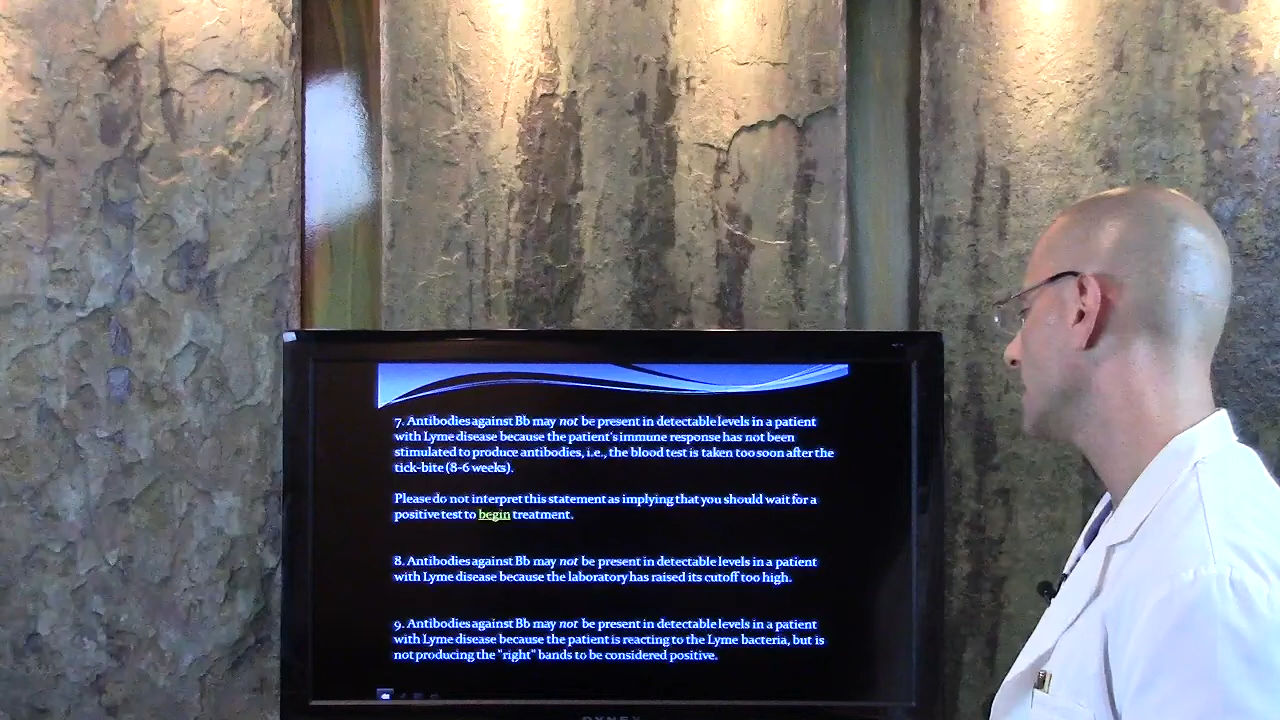 7. Antibodies against Bb may not be present in detectable levels in a patient
with Lyme disease because the patient's immune response has not been
stimulated to produce antibodies, i.e., the blood test is taken too soon after the
tick-bite (8-6 weeks).
Please do not interpret this statement as implying that you should wait for a
positive test to begin treatment.
8. Antibodies against Bb may not be present in detectable levels in a patient
with Lyme disease because the laboratory has raised its cutoff too high.
9. Antibodies against Bb may not be present in detectable levels in a patient
with Lyme disease because the patient is reacting to the Lyme bacteria, but is
not producing the "right" bands to be considered positive.
DYNEX